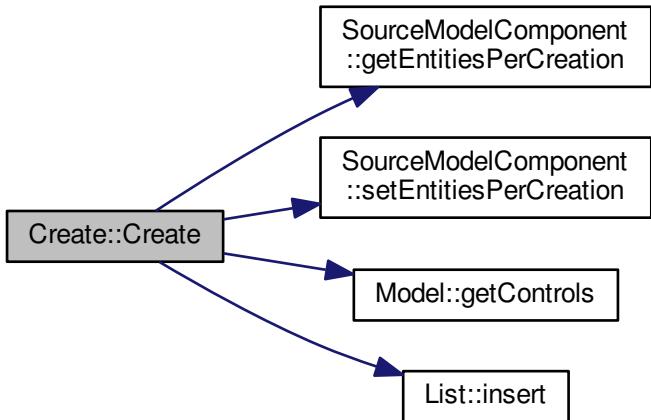 SourceModelComponent
::getEntitiesPerCreation
SourceModelComponent
::setEntitiesPerCreation
Create::Create
Model::getControls
List::insert